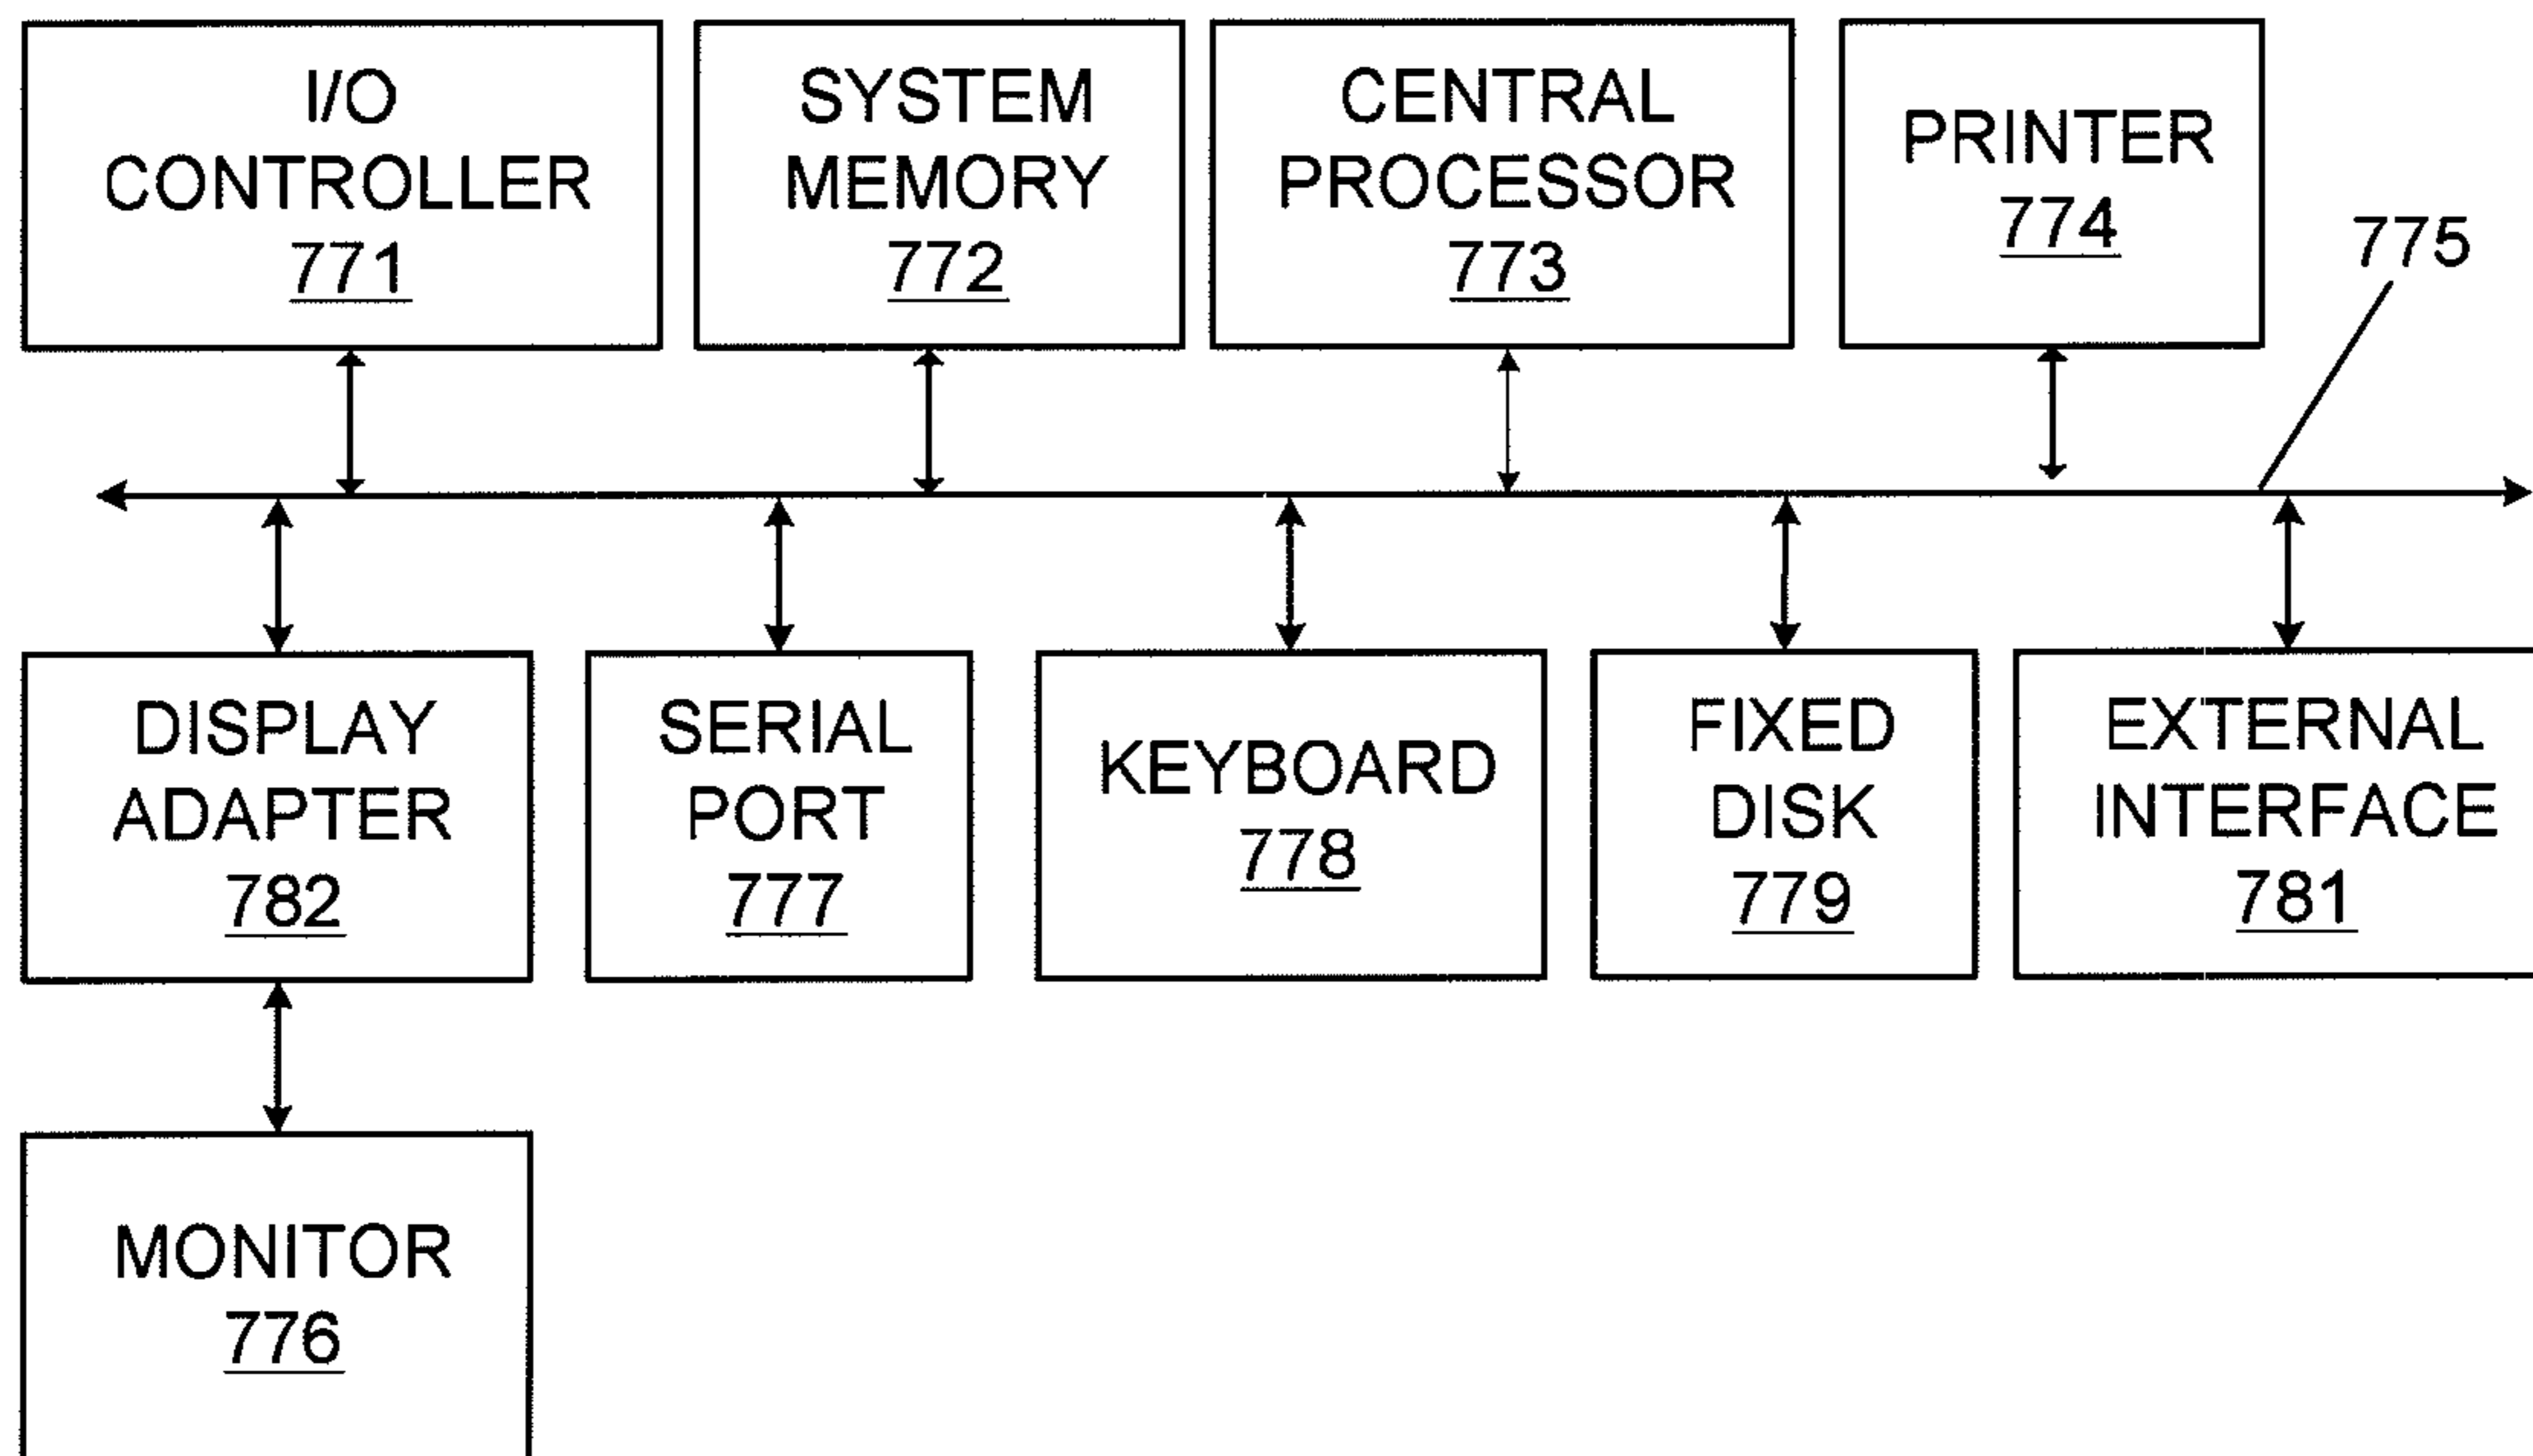 I/O
CONTROLLER
771
SYSTEM
MEMORY
772
CENTRAL
PROCESSOR
773
PRINTER
774
775
DISPLAY
ADAPTER
782
SERIAL
PORT
777
KEYBOARD
778
FIXED
DISK
779
EXTERNAL
INTERFACE
781
MONITOR
776